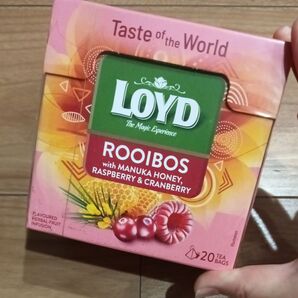 Taste of the World
LOYD
The Magic Experience
ROOIBOS
with MANUKA HONEY,
RASPBERRY & CRANBERRY
FLAVOURED
HERBAL-FRUIT
INFUSION
20 TEA
BAGS